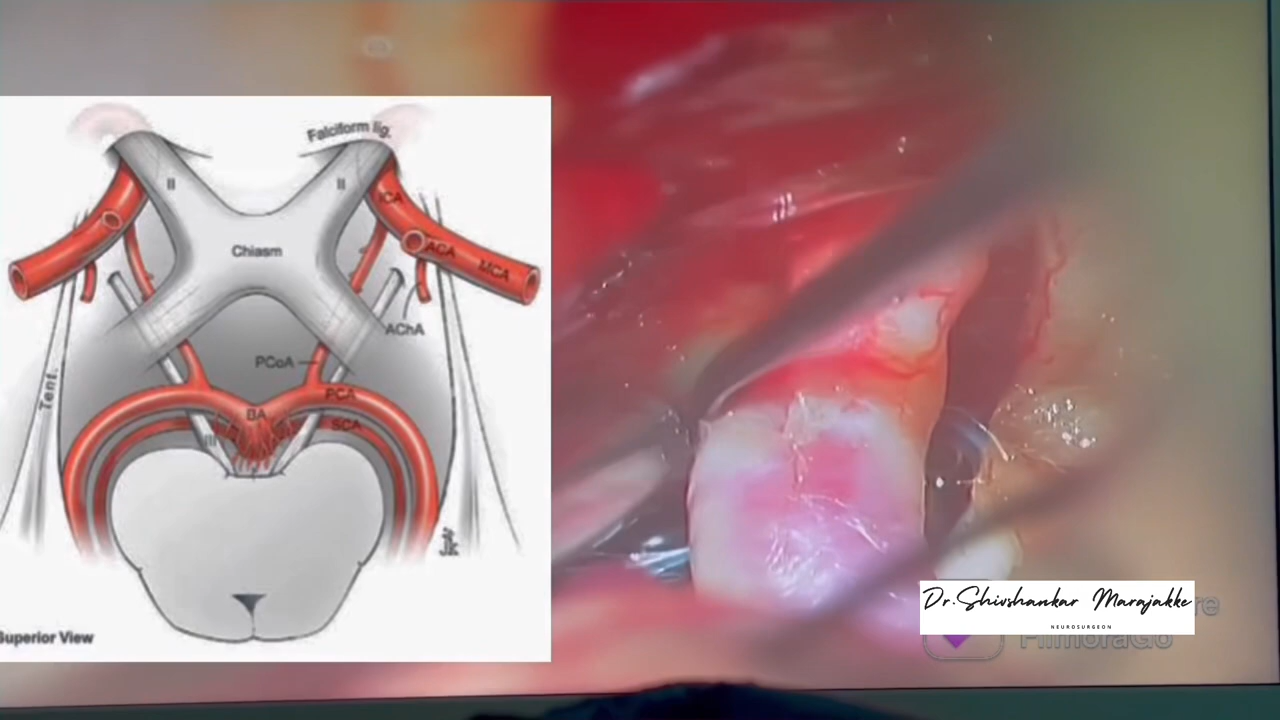 Falciform lig.
II
II
ICA
Chiasm
ACA
MCA
AChA
PCoA
PCA
Tent.
BA
SCA
III
Superior View
Dr.Shivshankar Marajakke
NEUROSURGEON
FilmoraGo